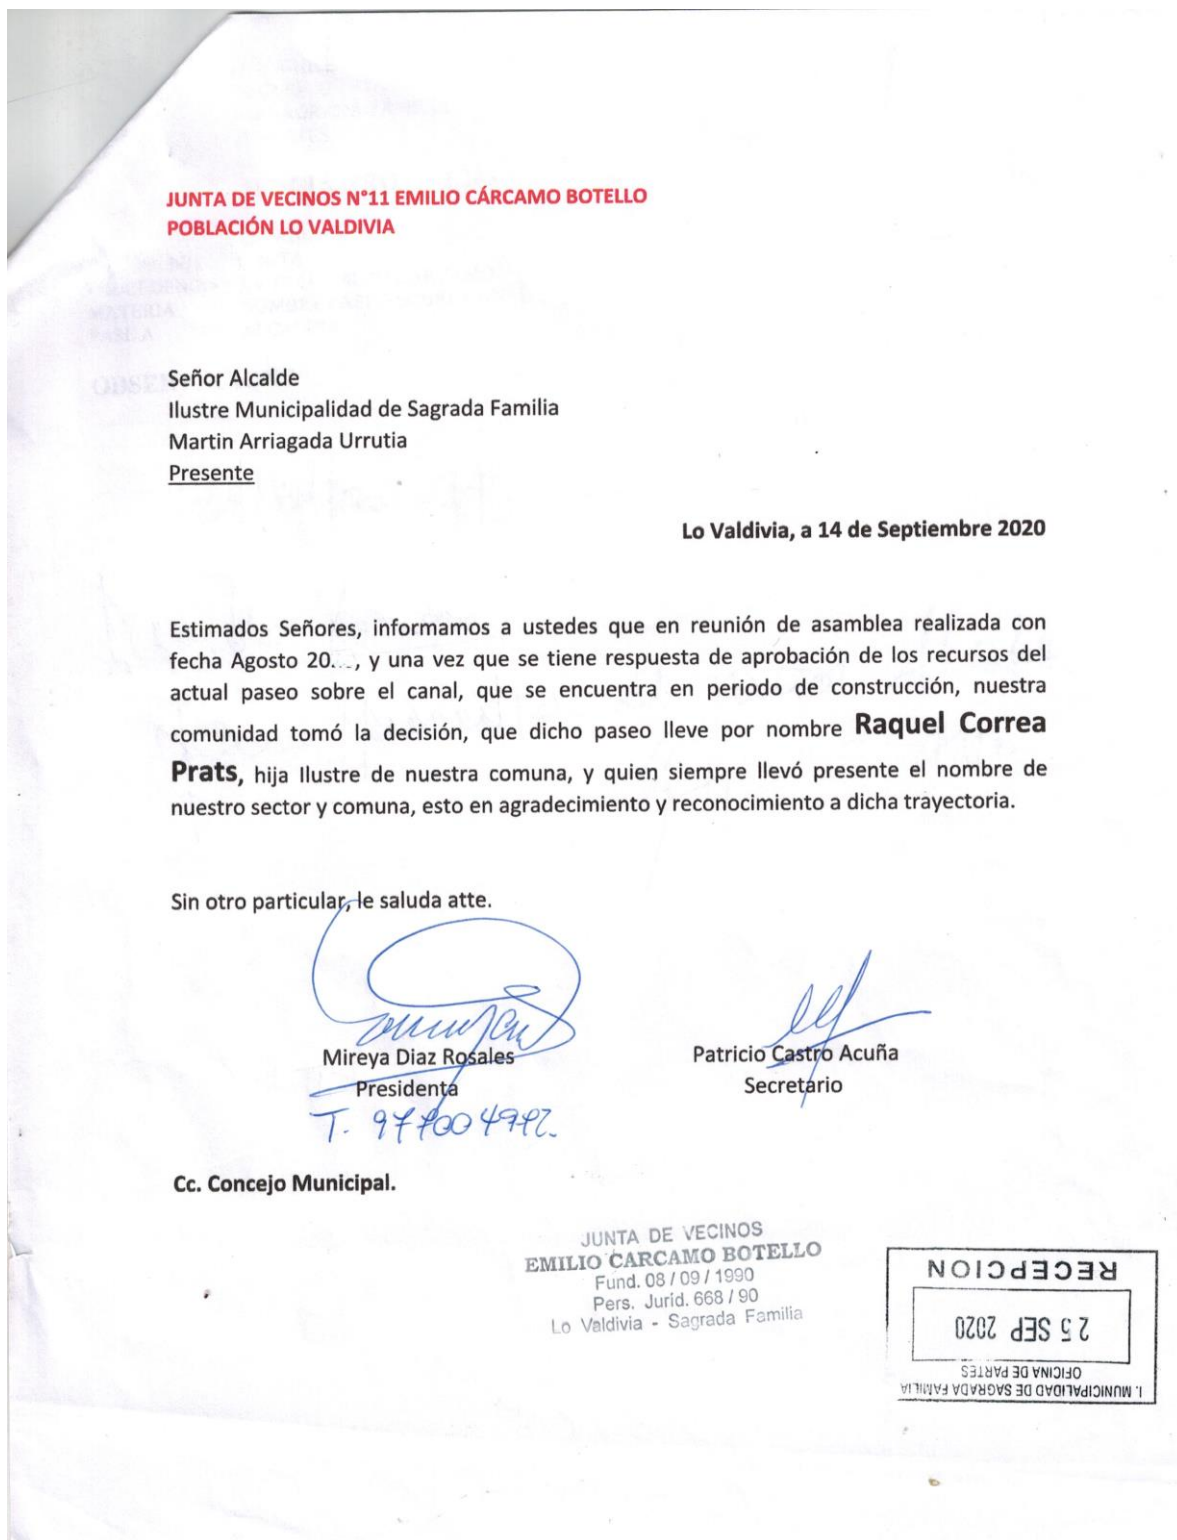 JUNTA DE VECINOS N°11 EMILIO CÁRCAMO BOTELLO
POBLACIÓN LO VALDIVIA
Señor Alcalde
Ilustre Municipalidad de Sagrada Familia
Martin Arriagada Urrutia
Presente
Lo Valdivia, a 14 de Septiembre 2020
Estimados Señores, informamos a ustedes que en reunión de asamblea realizada con
fecha Agosto 20...., y una vez que se tiene respuesta de aprobación de los recursos del
actual paseo sobre el canal, que se encuentra en periodo de construcción, nuestra
comunidad tomó la decisión, que dicho paseo lleve por nombre Raquel Correa
Prats, hija Ilustre de nuestra comuna, y quien siempre llevó presente el nombre de
nuestro sector y comuna, esto en agradecimiento y reconocimiento a dicha trayectoria.
Sin otro particular, le saluda atte.
Mireya Diaz Rosales
Presidenta
T.
Patricio Castro Acuña
Secretario
Cc. Concejo Municipal.
JUNTA DE VECINOS
EMILIO CARCAMO BOTELLO
Fund. 08 / 09 / 1990
Pers. Jurid. 668 / 90
Lo Valdivia - Sagrada Familia
I. MUNICIPALIDAD DE SAGRADA FAMILIA
OFICINA DE PARTES
25 SEP 2020
RECEPCION